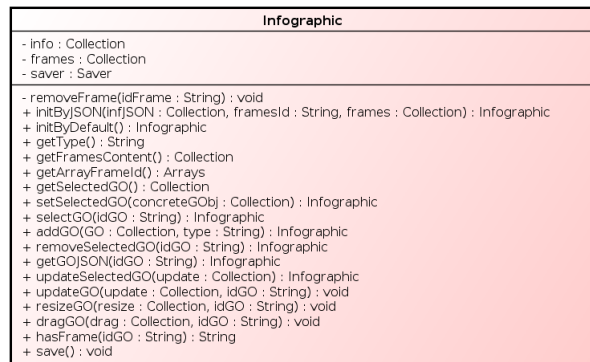 Infographic
- info : Collection
- frames : Collection
- saver : Saver
- removeFrame(idFrame : String) : void
+ initByJSON(infJSON : Collection, framesId : String, frames : Collection) : Infographic
+ initByDefault() : Infographic
+ getType() : String
+ getFramesContent() : Collection
+ getArrayFrameId() : Arrays
+ getSelectedGO() : Collection
+ setSelectedGO(concreteGObj : Collection) : Infographic
+ selectGO(idGO : String) : Infographic
+ addGO(GO : Collection, type : String) : Infographic
+ removeSelectedGO(idGO : String) : Infographic
+ getGOJSON(idGO : String) : Infographic
+ updateSelectedGO(update : Collection) : Infographic
+ updateGO(update : Collection, idGO : String) : void
+ resizeGO(resize : Collection, idGO : String) : void
+ dragGO(drag : Collection, idGO : String) : void
+ hasFrame(idGO : String) : String
+ save() : void